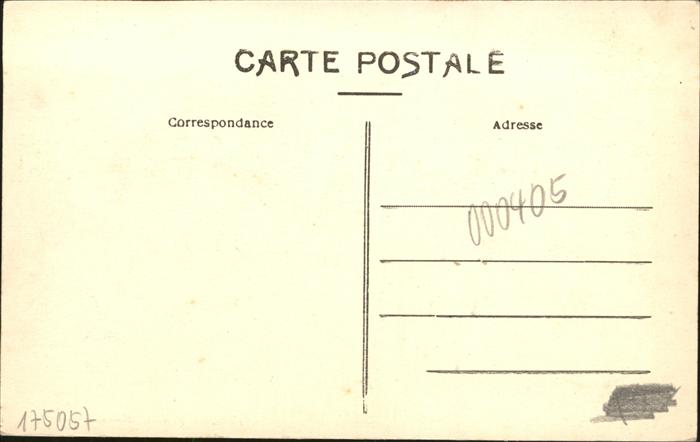 CARTE POSTALE
Correspondance
Adresse
000405
175057